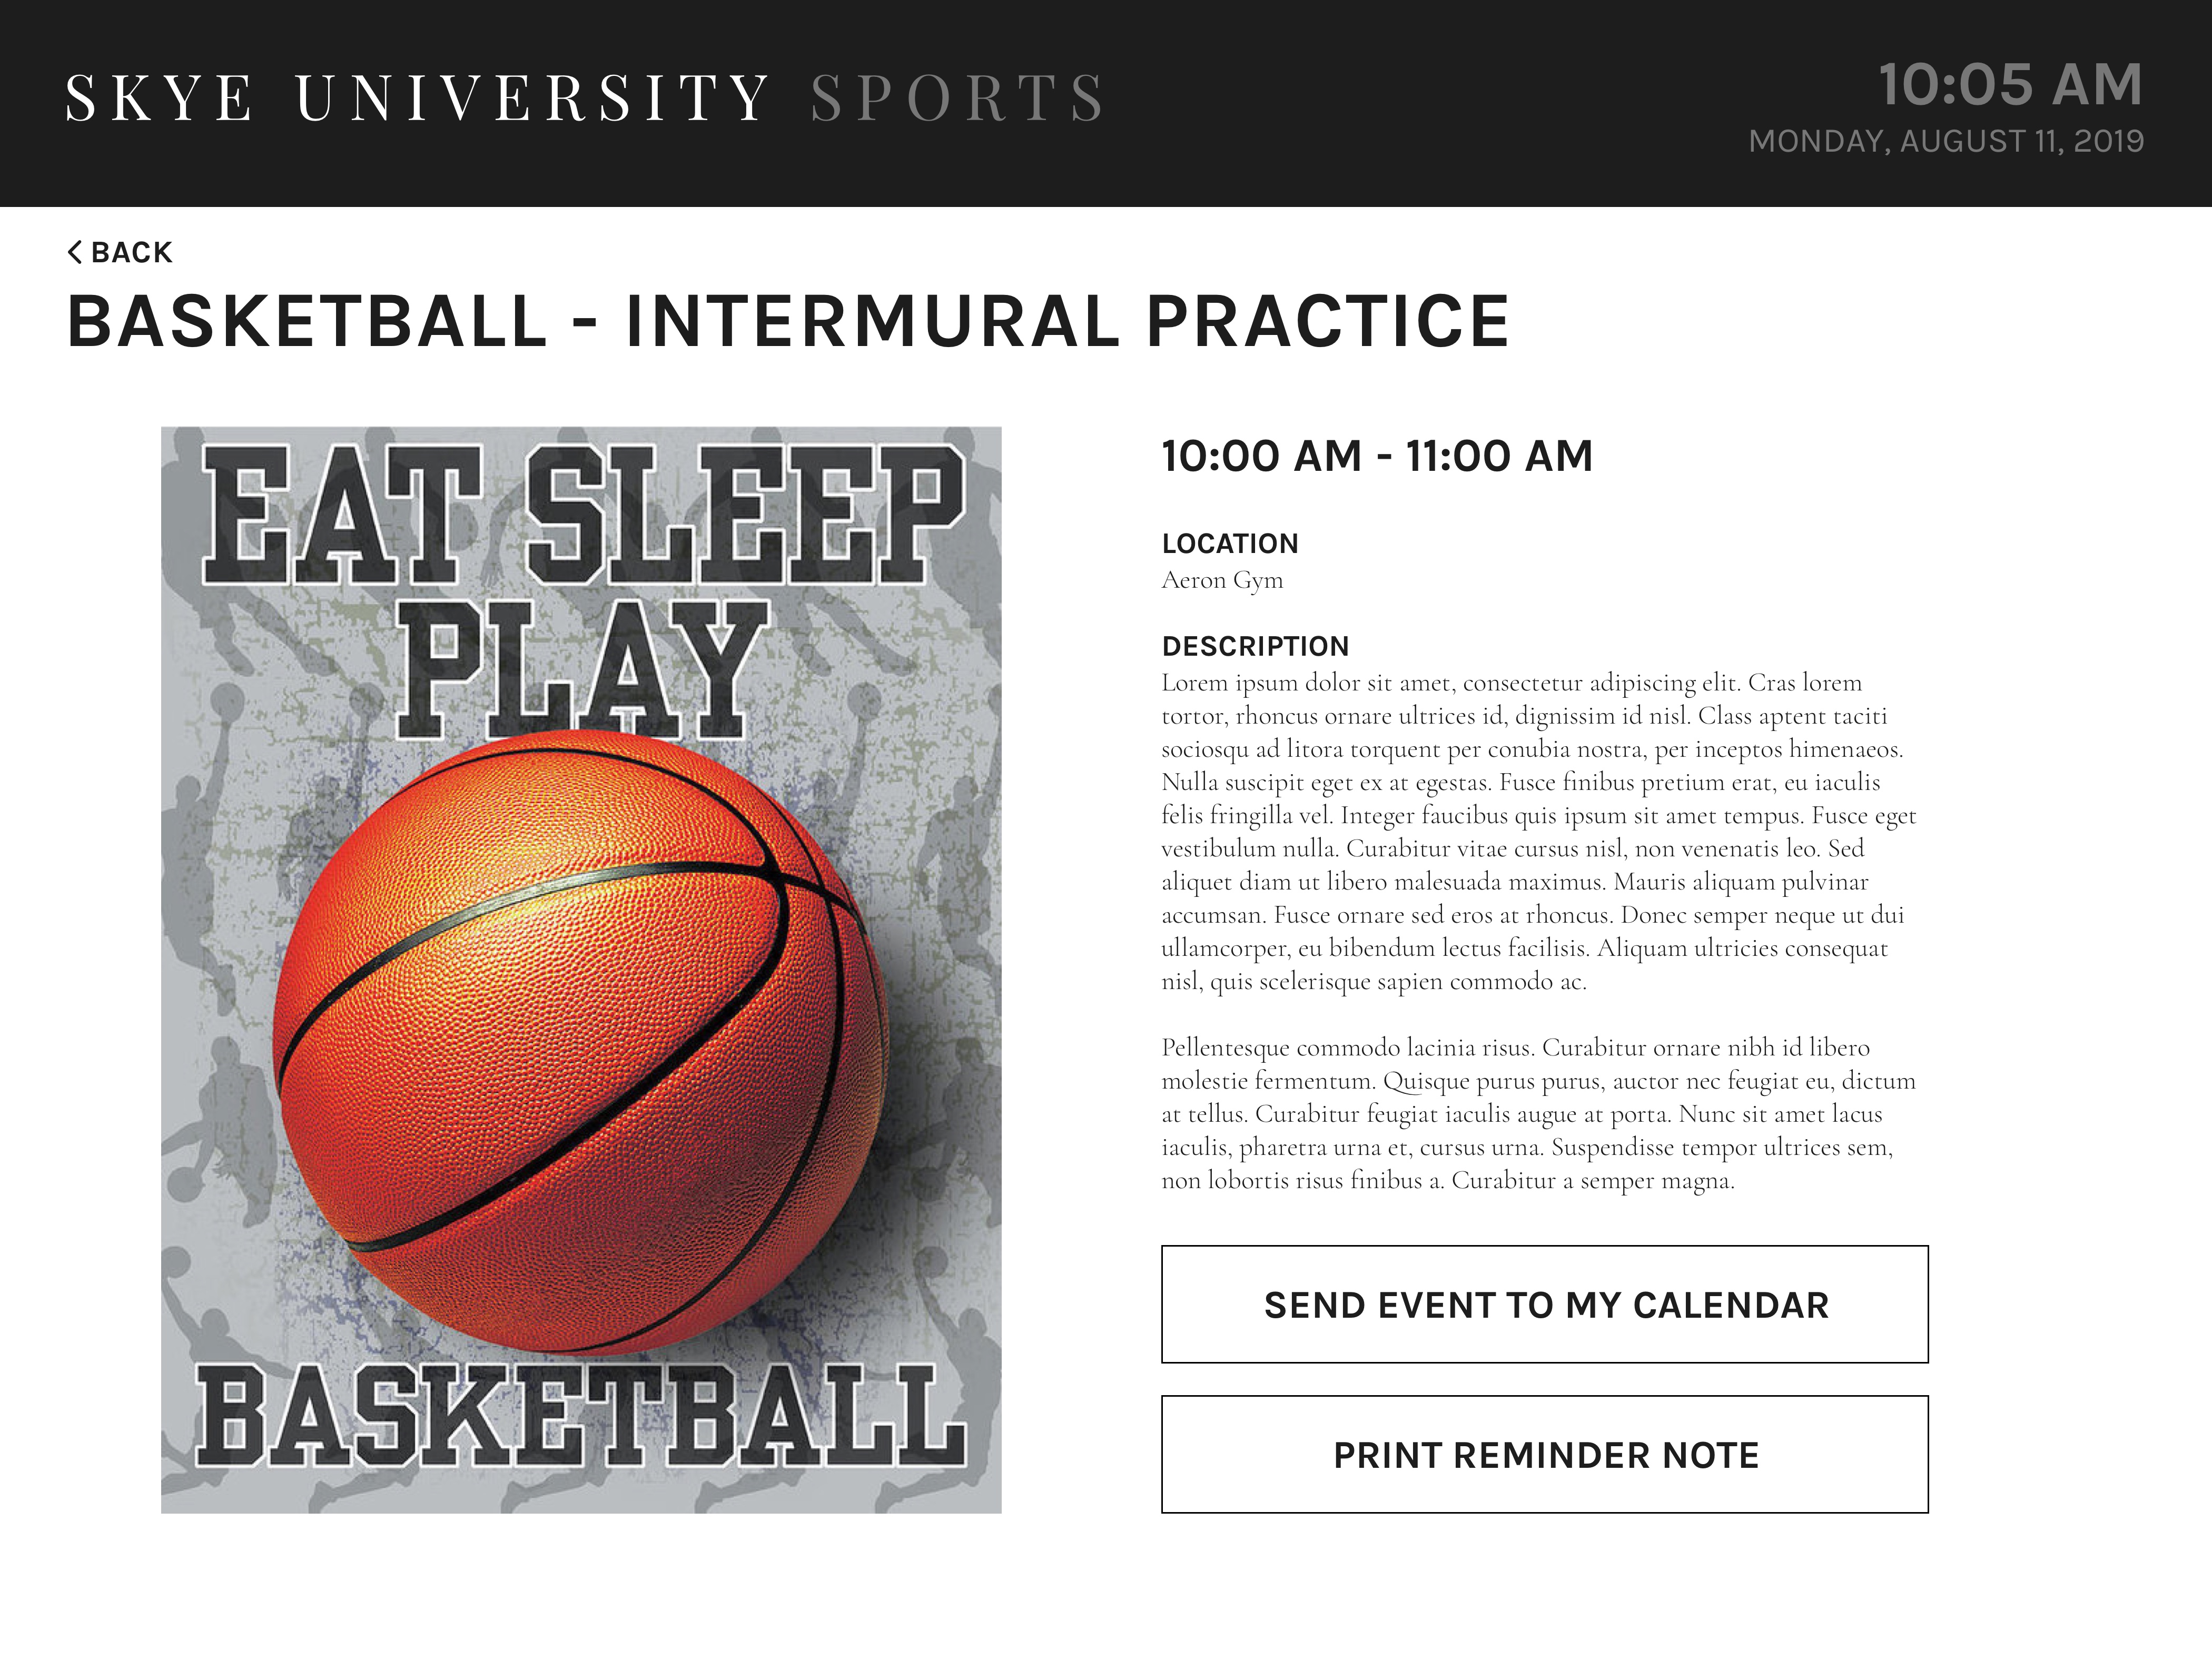 SKYE UNIVERSITY SPORTS
10:05 AM
MONDAY, AUGUST 11, 2019
BACK
BASKETBALL - INTERMURAL PRACTICE
EAT SLEEP
PLAY
BASKETBALL
10:00 AM - 11:00 AM
LOCATION
Aeron Gym
DESCRIPTION
Lorem ipsum dolor sit amet, consectetur adipiscing elit. Cras lorem
tortor, rhoncus ornare ultrices id, dignissim id nisl. Class aptent taciti
sociosqu ad litora torquent per conubia nostra, per inceptos himenaeos.
Nulla suscipit eget ex at egestas. Fusce finibus pretium erat, eu iaculis
felis fringilla vel. Integer faucibus quis ipsum sit amet tempus. Fusce eget
vestibulum nulla. Curabitur vitae cursus nisl, non venenatis leo. Sed
aliquet diam ut libero malesuada maximus. Mauris aliquam pulvinar
accumsan. Fusce ornare sed eros at rhoncus. Donec semper neque ut dui
ullamcorper, eu bibendum lectus facilisis. Aliquam ultricies consequat
nisl, quis scelerisque sapien commodo ac.
Pellentesque commodo lacinia risus. Curabitur ornare nibh id libero
molestie fermentum. Quisque purus purus, auctor nec feugiat eu, dictum
at tellus. Curabitur feugiat iaculis augue at porta. Nunc sit amet lacus
iaculis, pharetra urna et, cursus urna. Suspendisse tempor ultrices sem,
non lobortis risus finibus a. Curabitur a semper magna.
SEND EVENT TO MY CALENDAR
PRINT REMINDER NOTE